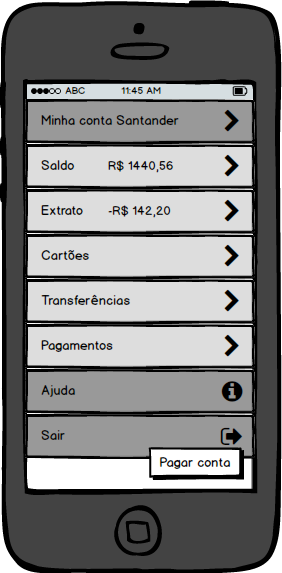 ABC 11:45 AM
Minha conta Santander
Saldo R$ 1440,56
Extrato -R$ 142,20
Cartões
Transferências
Pagamentos
Ajuda
Sair
Pagar conta